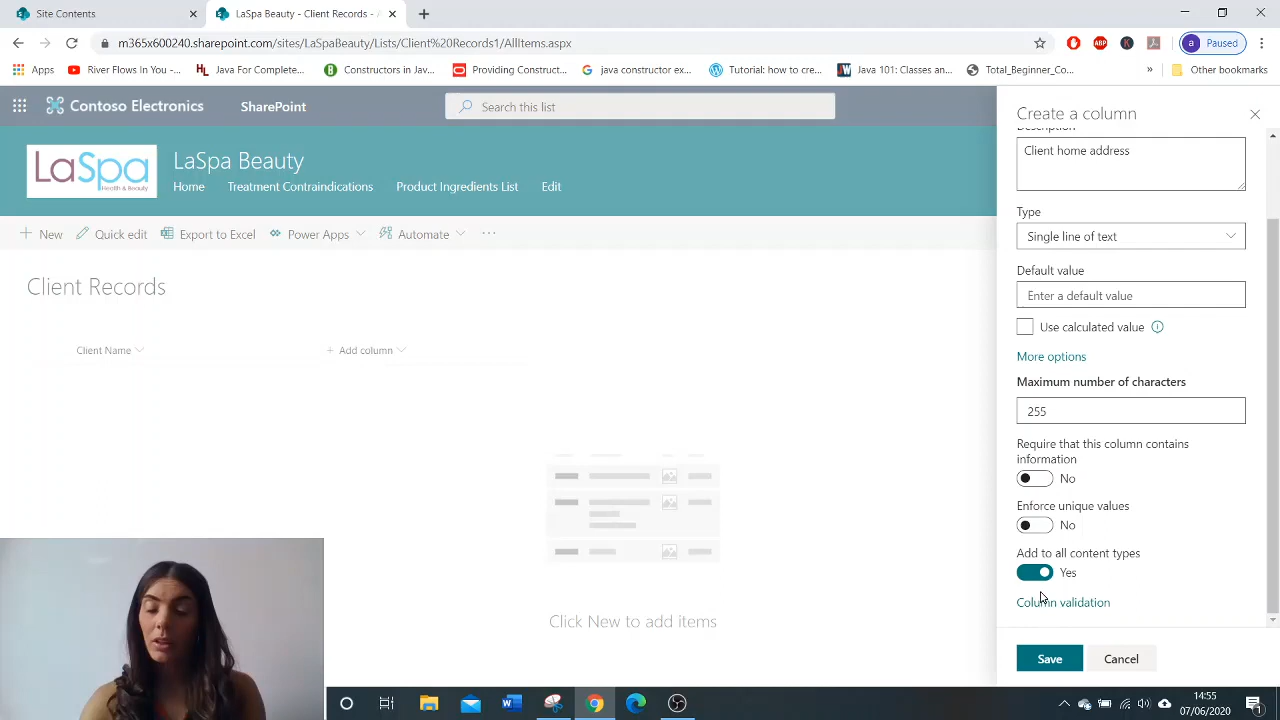 Site Contents
Client Records - A
m365x600240.sharepoint.com/sites/LaSpaBeauty/Lists/Client%20Records1/AllItems.aspx
ABP
K
a
Paused
Apps
River Flows In You -...
Java For Complete...
Constructors in Jav...
Providing Construct...
java constructor ex...
Tutorial: how to cre...
Java 101: Classes an...
Total_Beginner_Co...
»
Other bookmarks
Contoso Electronics
SharePoint
Search this list
LaSpa
Health & Beauty
LaSpa Beauty
Home
Treatment Contraindications
Product Ingredients List
Edit
+ New
Quick edit
Export to Excel
Power Apps
Automate
...
Client Records
Client Name
+ Add column
Click New to add items
Create a column
Description
Client home address
Type
Single line of text
Default value
Enter a default value
Use calculated value
More options
Maximum number of characters
255
Require that this column contains
information
No
Enforce unique values
No
Add to all content types
Yes
Column validation
Save
Cancel
14:55
07/06/2020